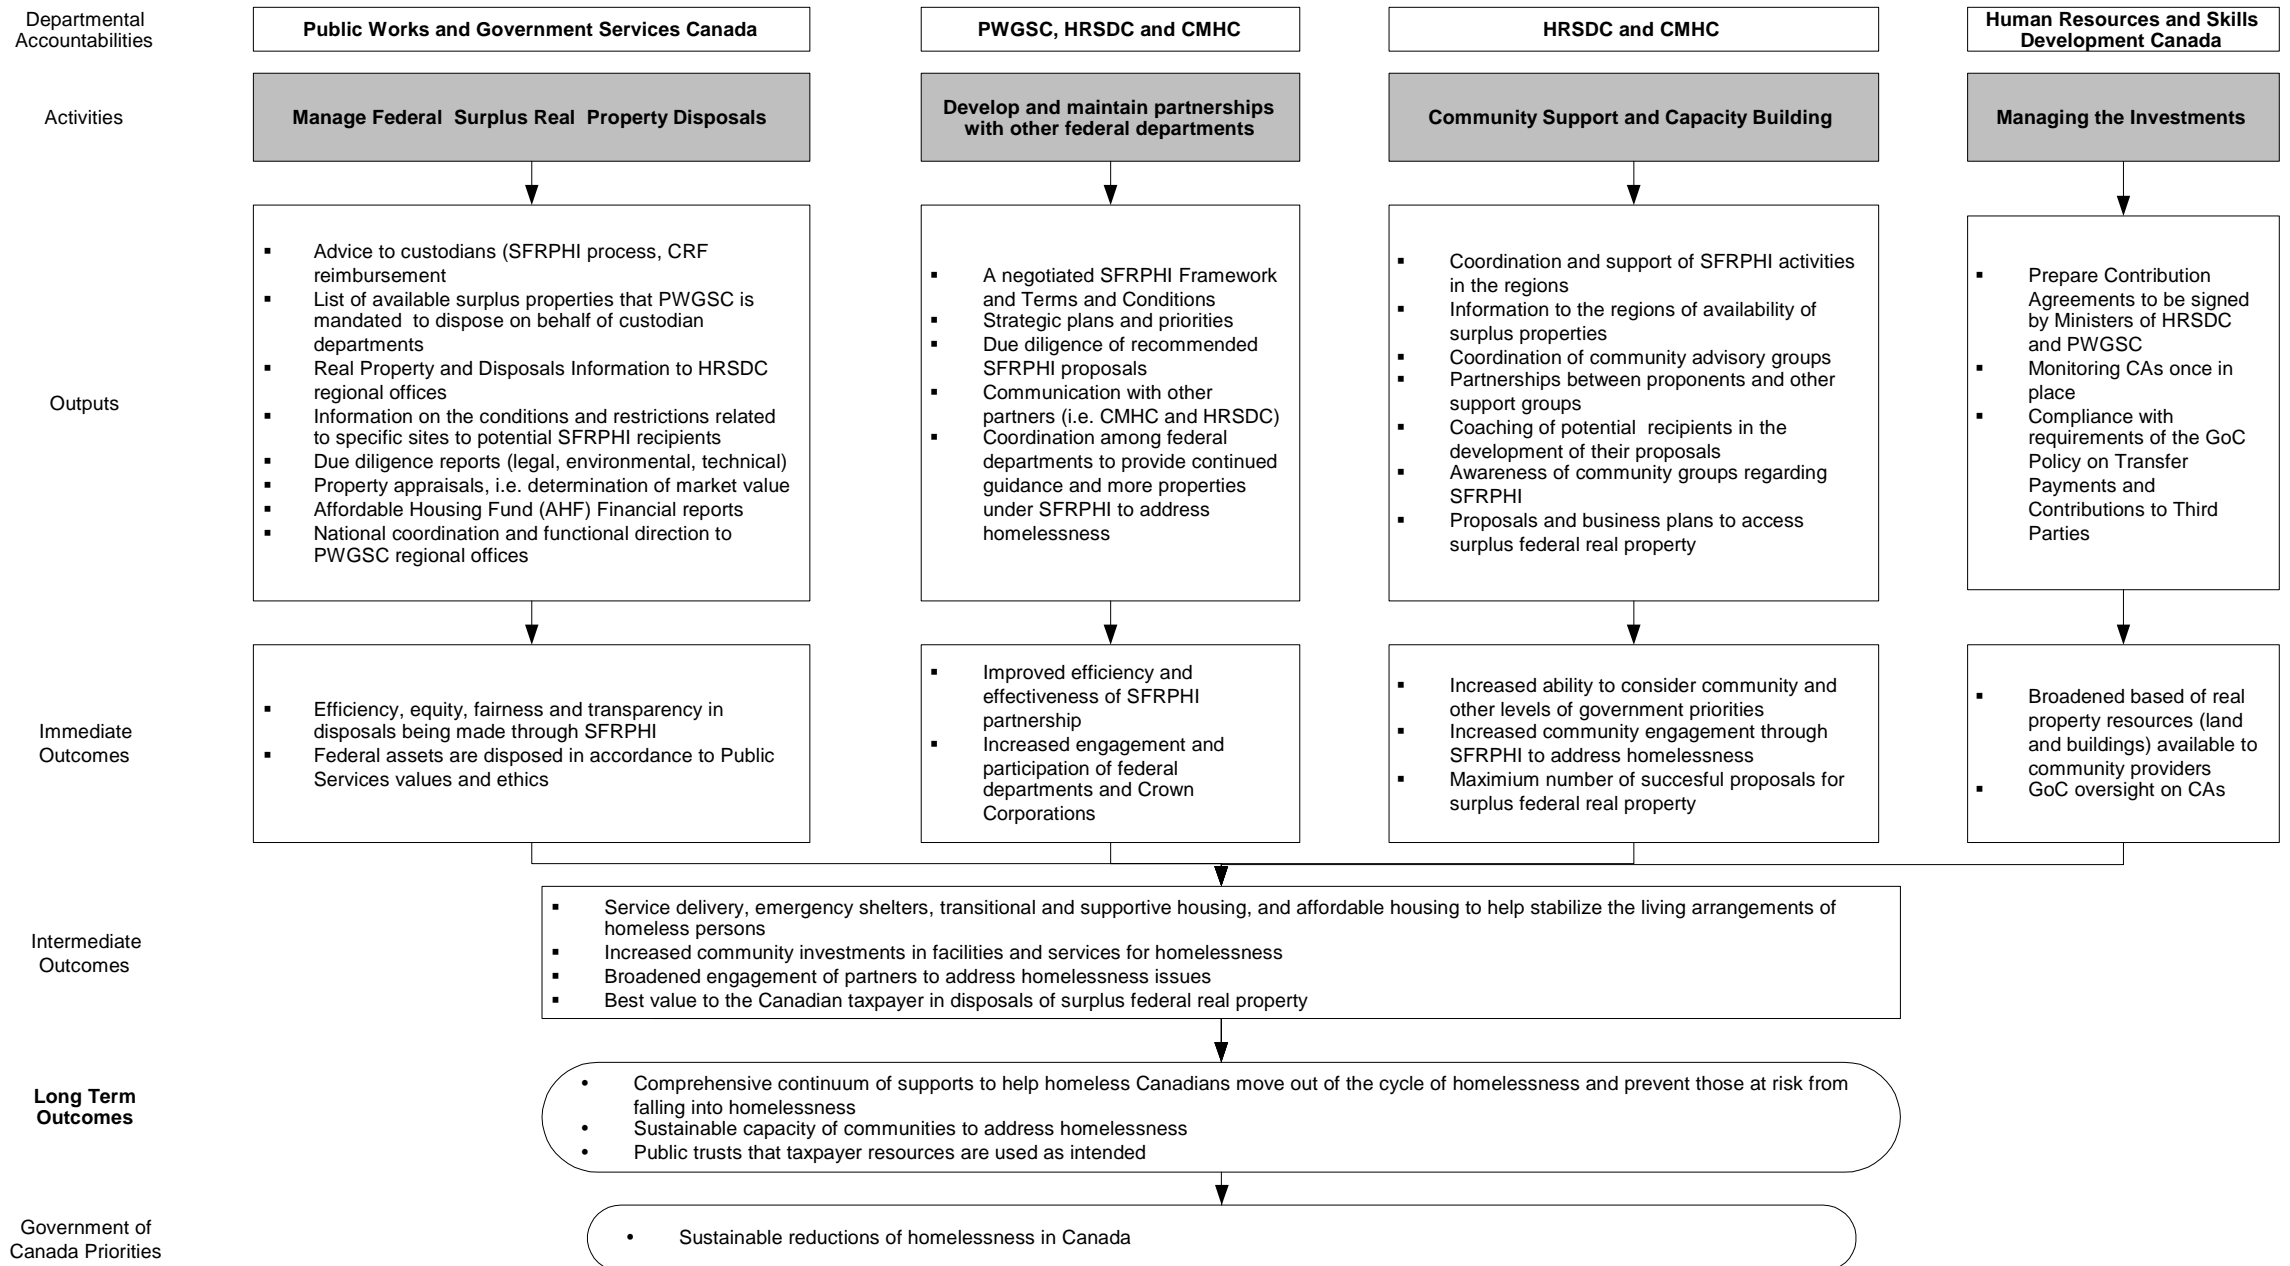 Departmental
Accountabilities
Public Works and Government Services Canada
PWGSC, HRSDC and CMHC
HRSDC and CMHC
Human Resources and Skills
Development Canada
Activities
Manage Federal Surplus Real Property Disposals
Develop and maintain partnerships
with other federal departments
Community Support and Capacity Building
Managing the Investments
Outputs
▪ Advice to custodians (SFRPHI process, CRF
reimbursement
▪ List of available surplus properties that PWGSC is
mandated to dispose on behalf of custodian
departments
▪ Real Property and Disposals Information to HRSDC
regional offices
▪ Information on the conditions and restrictions related
to specific sites to potential SFRPHI recipients
▪ Due diligence reports (legal, environmental, technical)
▪ Property appraisals, i.e. determination of market value
▪ Affordable Housing Fund (AHF) Financial reports
▪ National coordination and functional direction to
PWGSC regional offices
▪ A negotiated SFRPHI Framework
and Terms and Conditions
▪ Strategic plans and priorities
▪ Due diligence of recommended
SFRPHI proposals
▪ Communication with other
partners (i.e. CMHC and HRSDC)
▪ Coordination among federal
departments to provide continued
guidance and more properties
under SFRPHI to address
homelessness
▪ Coordination and support of SFRPHI activities
in the regions
▪ Information to the regions of availability of
surplus properties
▪ Coordination of community advisory groups
▪ Partnerships between proponents and other
support groups
▪ Coaching of potential recipients in the
development of their proposals
▪ Awareness of community groups regarding
SFRPHI
▪ Proposals and business plans to access
surplus federal real property
▪ Prepare Contribution
Agreements to be signed
by Ministers of HRSDC
and PWGSC
▪ Monitoring CAs once in
place
▪ Compliance with
requirements of the GoC
Policy on Transfer
Payments and
Contributions to Third
Parties
Immediate
Outcomes
▪ Efficiency, equity, fairness and transparency in
disposals being made through SFRPHI
▪ Federal assets are disposed in accordance to Public
Services values and ethics
▪ Improved efficiency and
effectiveness of SFRPHI
partnership
▪ Increased engagement and
participation of federal
departments and Crown
Corporations
▪ Increased ability to consider community and
other levels of government priorities
▪ Increased community engagement through
SFRPHI to address homelessness
▪ Maximium number of succesful proposals for
surplus federal real property
▪ Broadened based of real
property resources (land
and buildings) available to
community providers
▪ GoC oversight on CAs
Intermediate
Outcomes
▪ Service delivery, emergency shelters, transitional and supportive housing, and affordable housing to help stabilize the living arrangements of
homeless persons
▪ Increased community investments in facilities and services for homelessness
▪ Broadened engagement of partners to address homelessness issues
▪ Best value to the Canadian taxpayer in disposals of surplus federal real property
Long Term
Outcomes
• Comprehensive continuum of supports to help homeless Canadians move out of the cycle of homelessness and prevent those at risk from
falling into homelessness
• Sustainable capacity of communities to address homelessness
• Public trusts that taxpayer resources are used as intended
Government of
Canada Priorities
• Sustainable reductions of homelessness in Canada